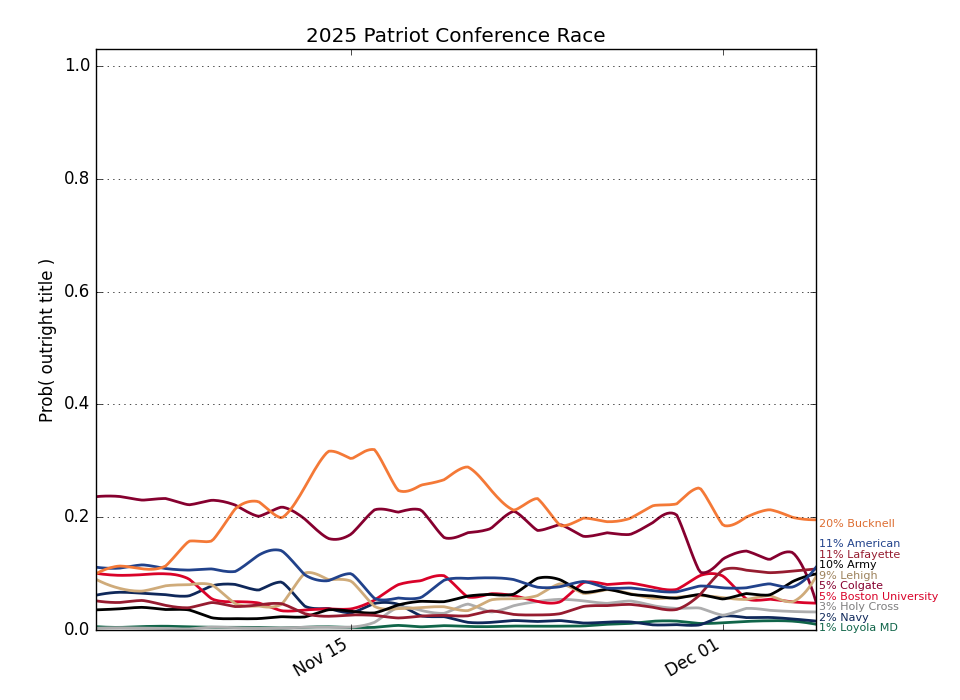 2025 Patriot Conference Race
Prob( outright title )
1.0
0.8
0.6
0.4
0.2
0.0
Nov 15
Dec 01
20% Bucknell
11% American
11% Lafayette
10% Army
9% Lehigh
5% Colgate
5% Boston University
3% Holy Cross
2% Navy
1% Loyola MD